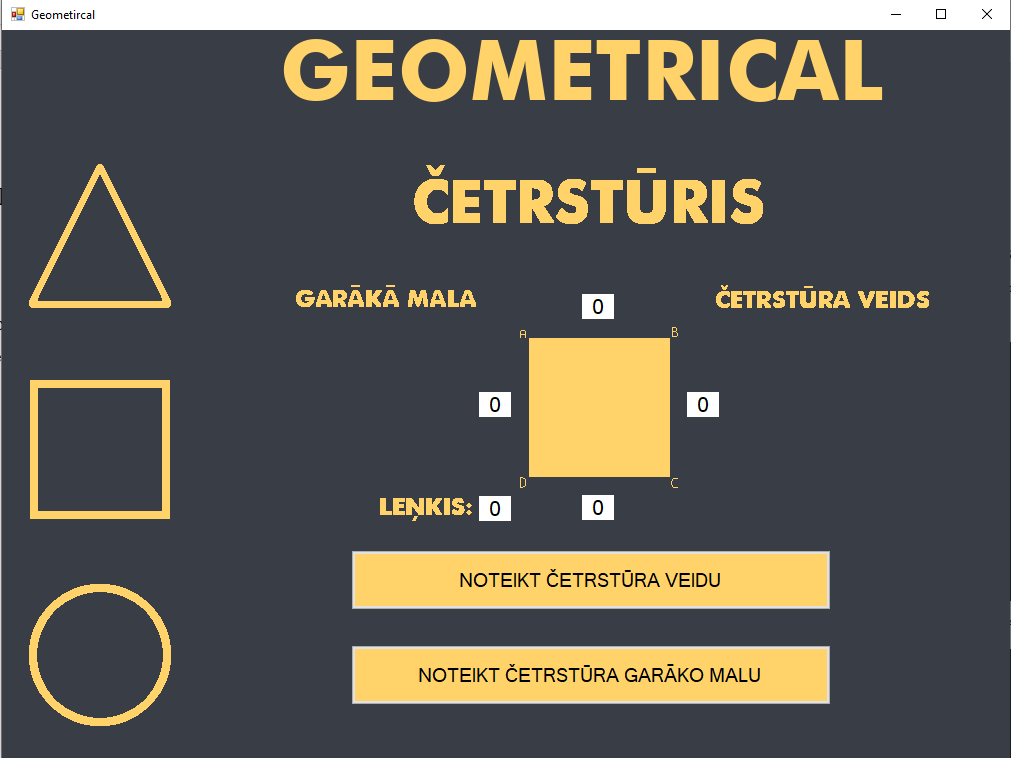 Geometircal
GEOMETRICAL
ČETRSTŪRIS
GARĀKĀ MALA
0
ČETRSTŪRA VEIDS
A
B
0
0
D
C
LEŅĶIS:
0
0
NOTEIKT ČETRSTŪRA VEIDU
NOTEIKT ČETRSTŪRA GARĀKO MALU